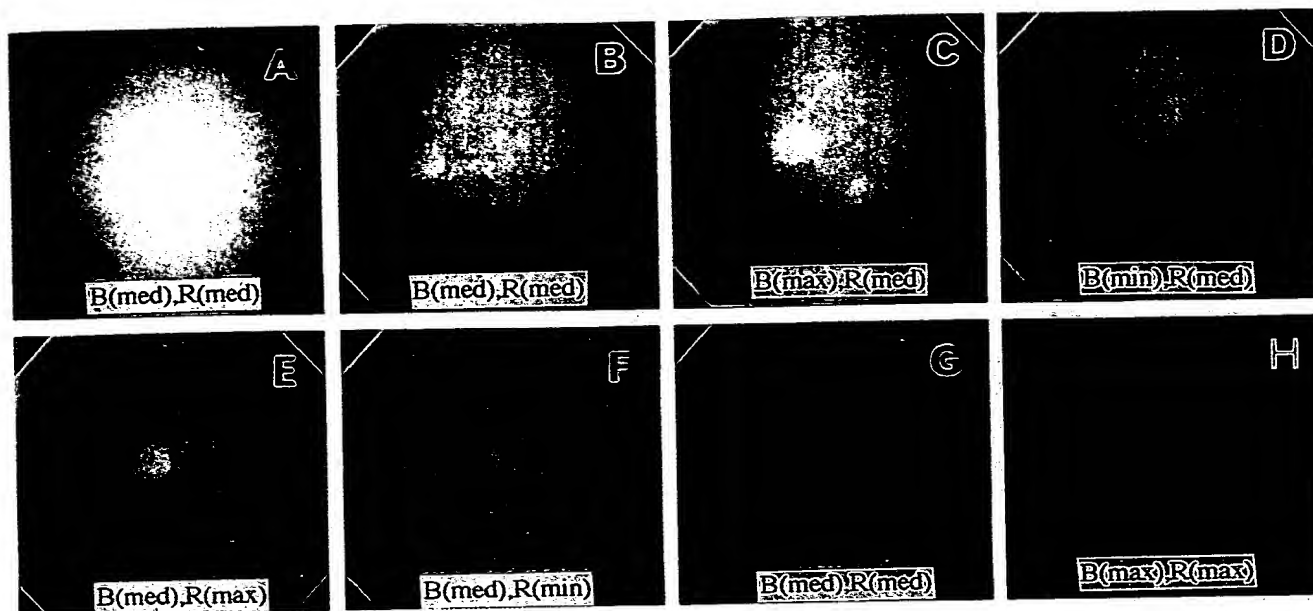 A
B(med),R(med)
B
B(med),R(med)
C
B(max),R(med)
D
B(min),R(med)
E
B(med),R(max)
F
B(med),R(min)
G
B(med),R(med)
H
B(max),R(max)